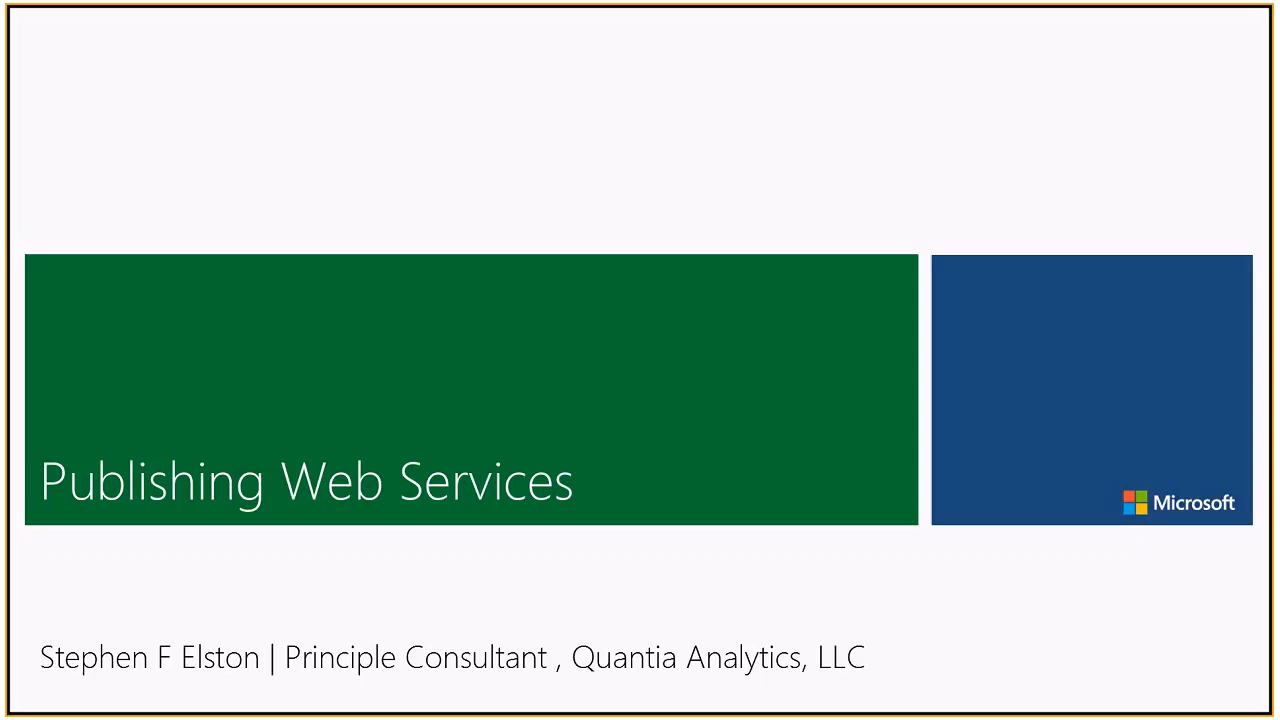 Publishing Web Services
Microsoft
Stephen F Elston | Principle Consultant , Quantia Analytics, LLC